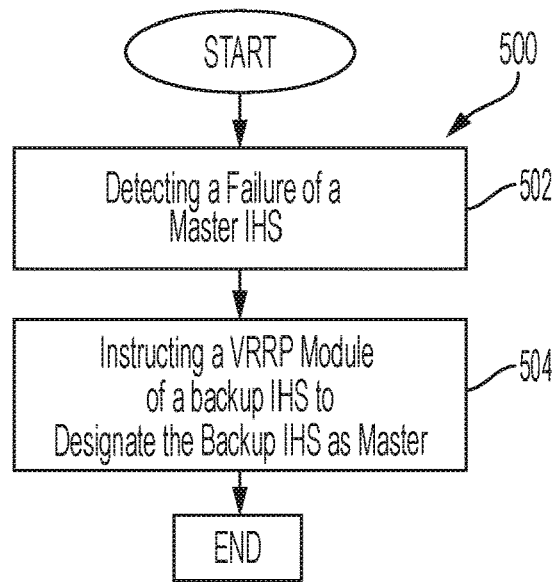 START
500
Detecting a Failure of a
Master IHS
502
Instructing a VRRP Module
of a backup IHS to
Designate the Backup IHS as Master
504
END